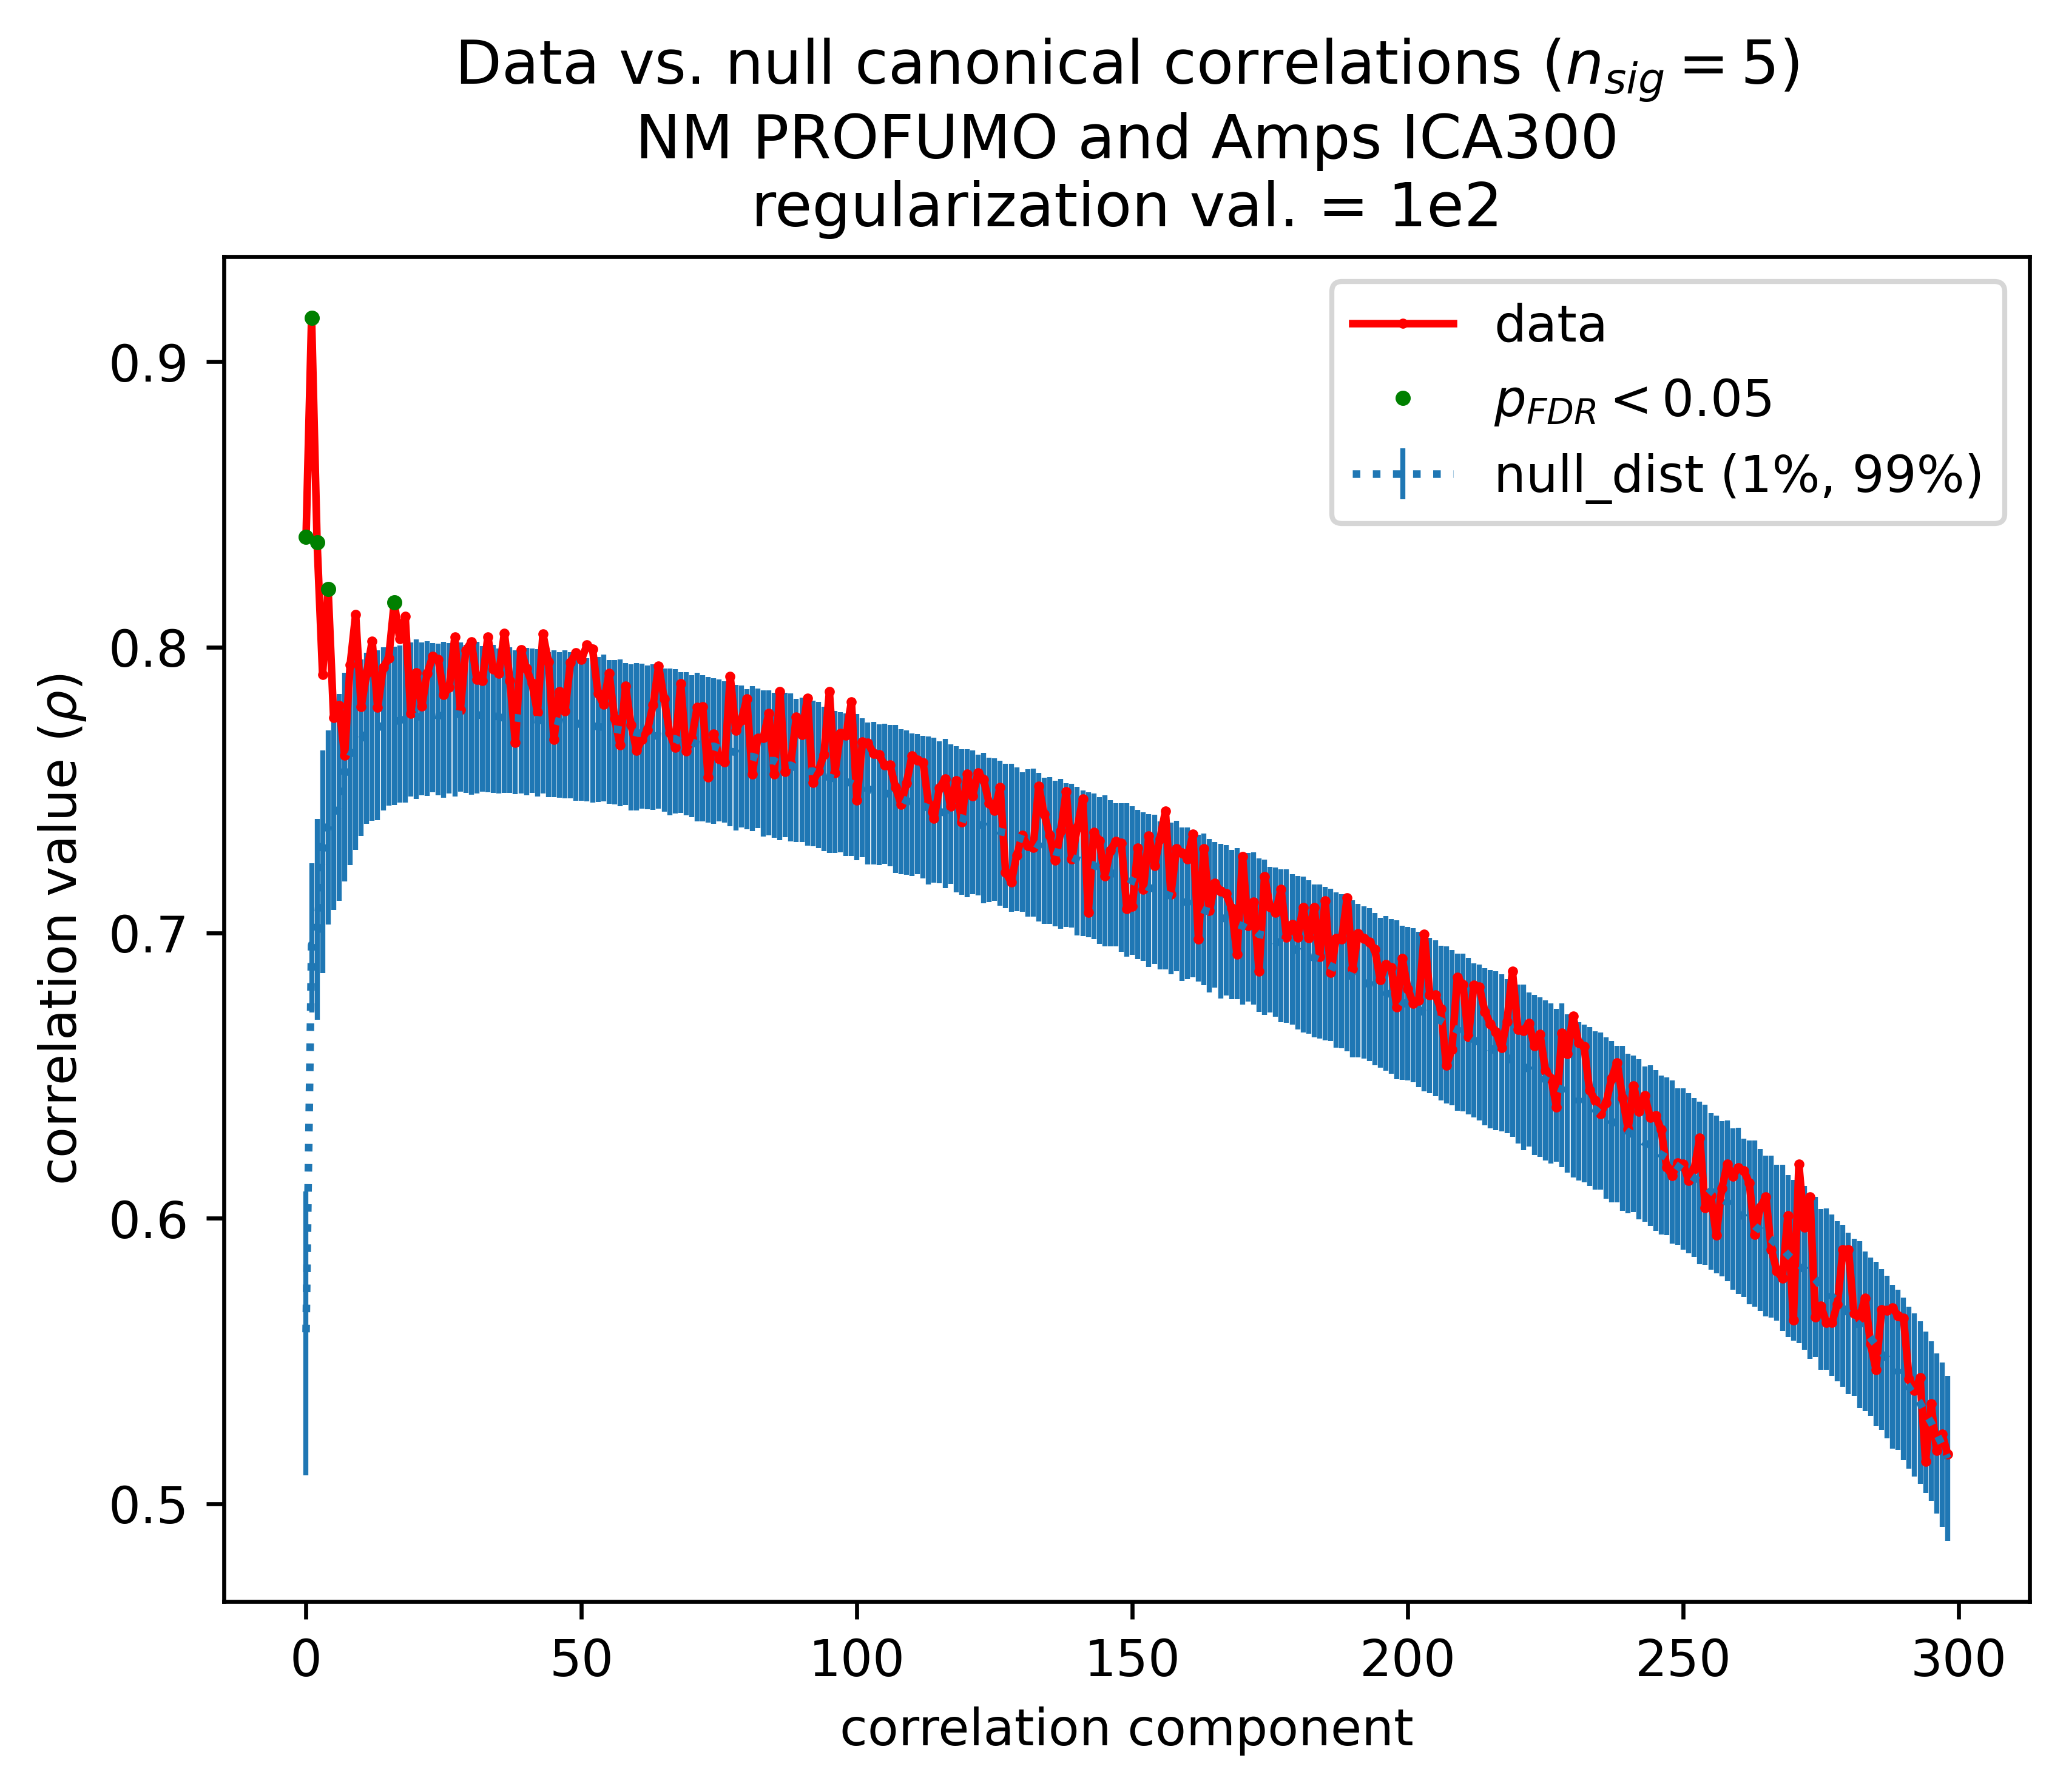 Data vs. null canonical correlations (n_sig = 5)
NM PROFUMO and Amps ICA300
regularization val. = 1e2
data
p_FDR < 0.05
null_dist (1%, 99%)
correlation value (ρ)
0.9
0.8
0.7
0.6
0.5
0 50 100 150 200 250 300
correlation component